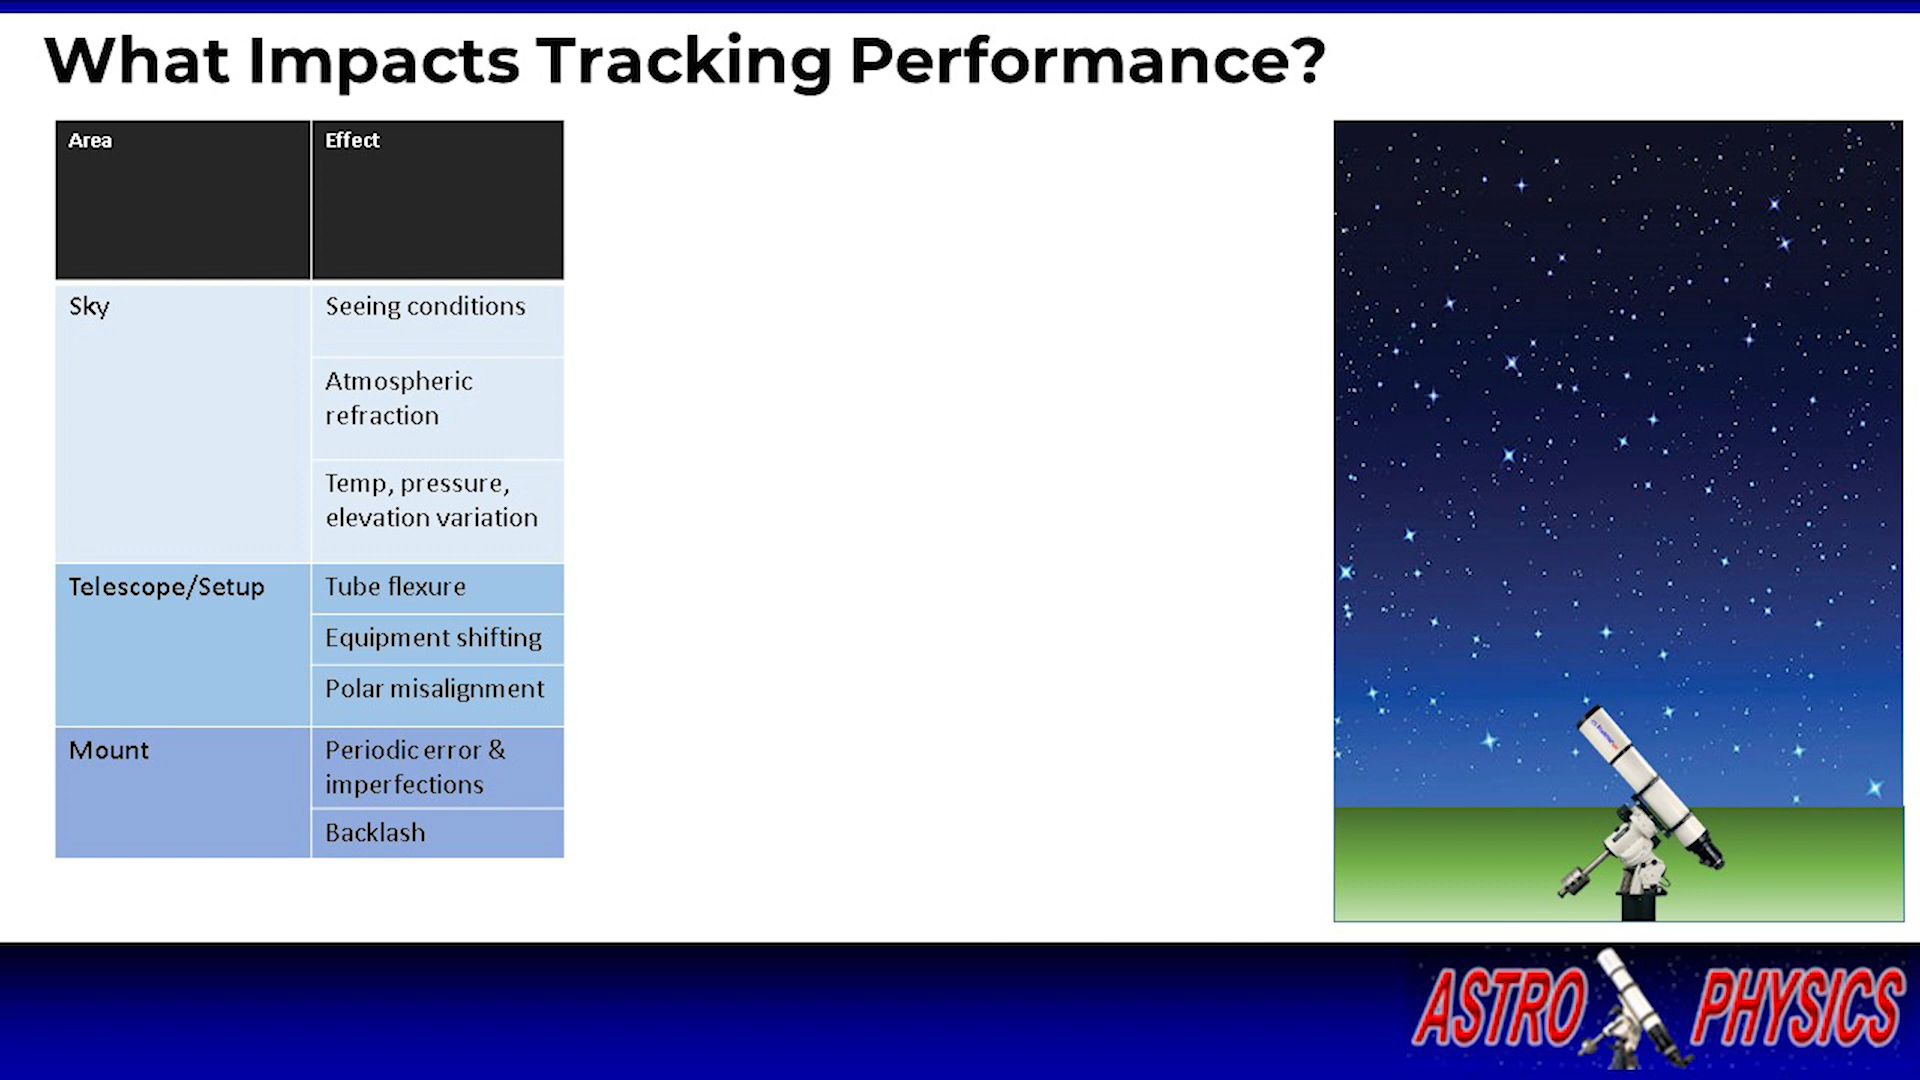 What Impacts Tracking Performance?
Area
Effect
Sky
Seeing conditions
Atmospheric
refraction
Temp, pressure,
elevation variation
Telescope/Setup
Tube flexure
Equipment shifting
Polar misalignment
Mount
Periodic error &
imperfections
Backlash
ASTRO PHYSICS